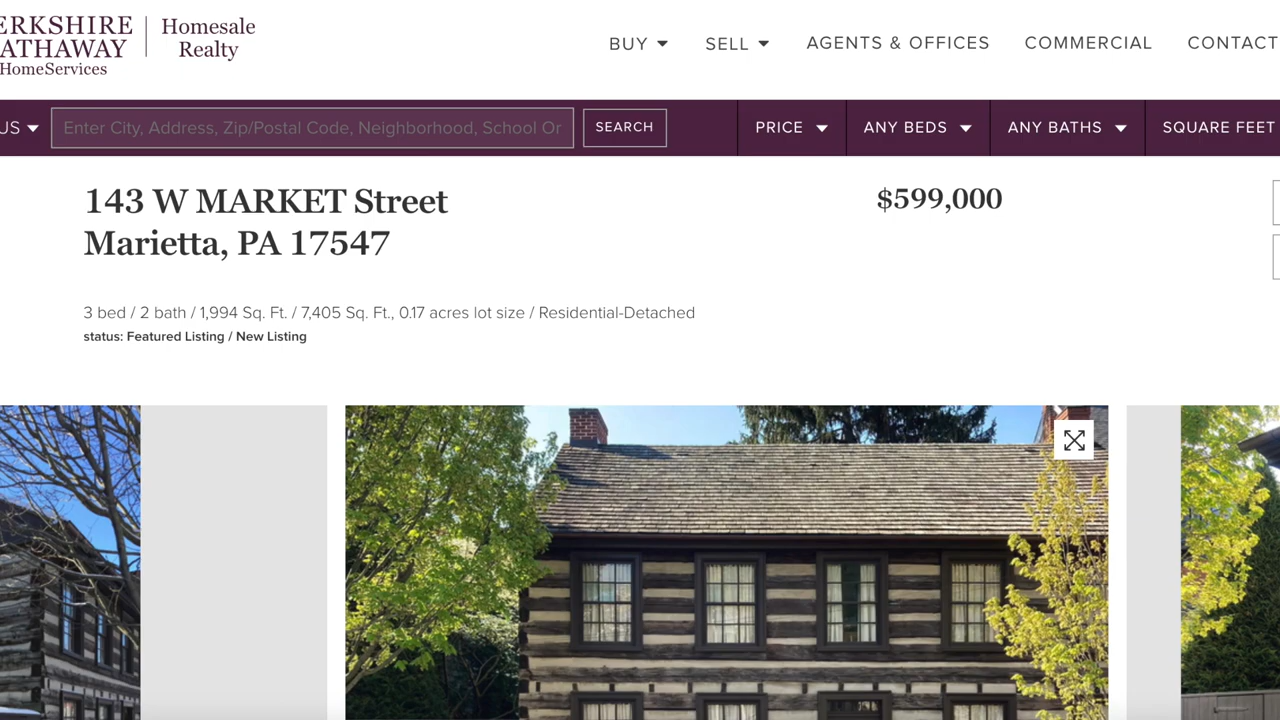 ERKSHIRE
ATHAWAY
HomeServices
Homesale
Realty
BUY
SELL
AGENTS & OFFICES
COMMERCIAL
CONTACT
US
Enter City, Address, Zip/Postal Code, Neighborhood, School Or
SEARCH
PRICE
ANY BEDS
ANY BATHS
SQUARE FEET
143 W MARKET Street
Marietta, PA 17547
$599,000
3 bed / 2 bath / 1,994 Sq. Ft. / 7,405 Sq. Ft., 0.17 acres lot size / Residential-Detached
status: Featured Listing / New Listing